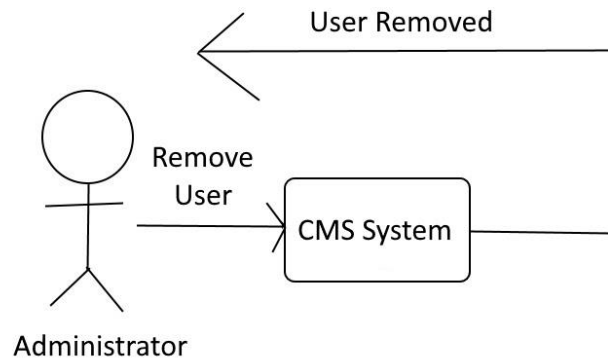 User Removed
Remove
User
CMS System
Administrator